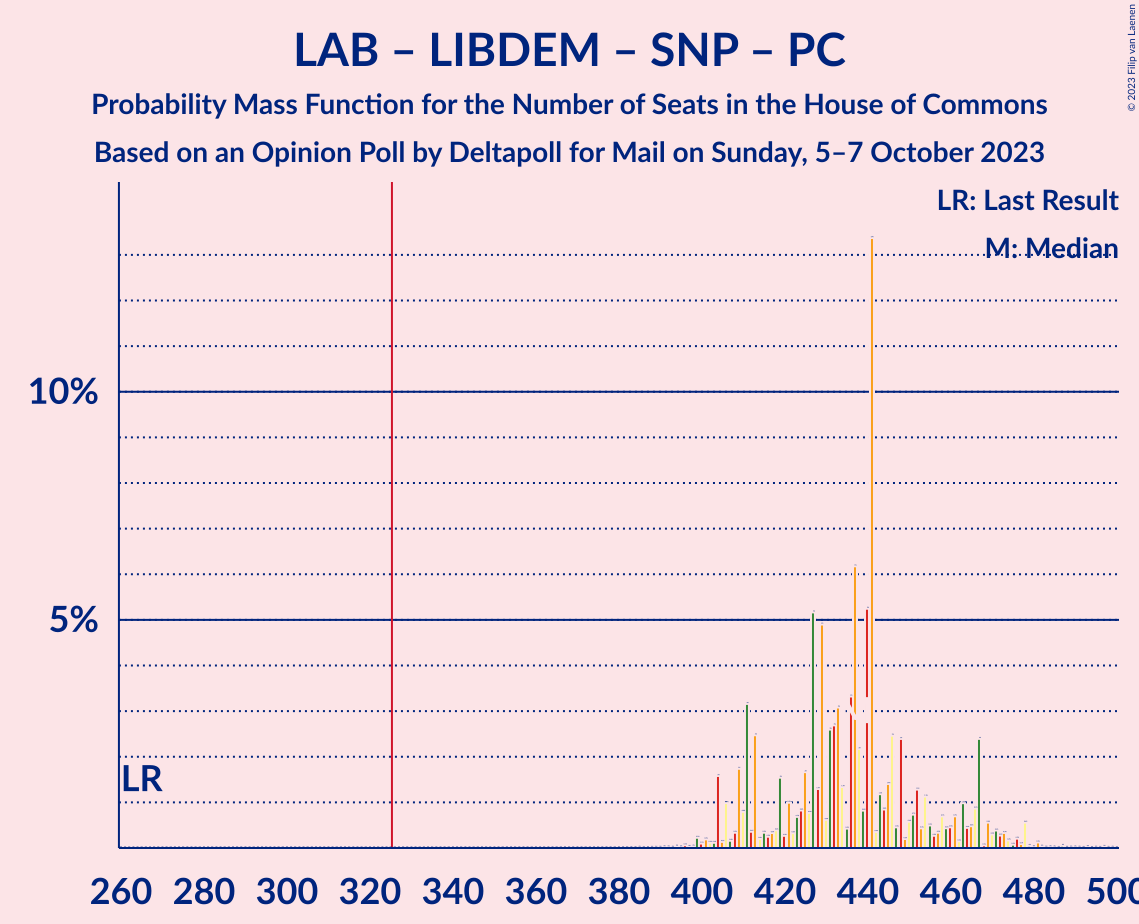 LAB – LIBDEM – SNP – PC
Probability Mass Function for the Number of Seats in the House of Commons
Based on an Opinion Poll by Deltapoll for Mail on Sunday, 5–7 October 2023
© 2023 Filip van Laenen
LR: Last Result
M: Median
10%
5%
LR
260 280 300 320 340 360 380 400 420 440 460 480 500